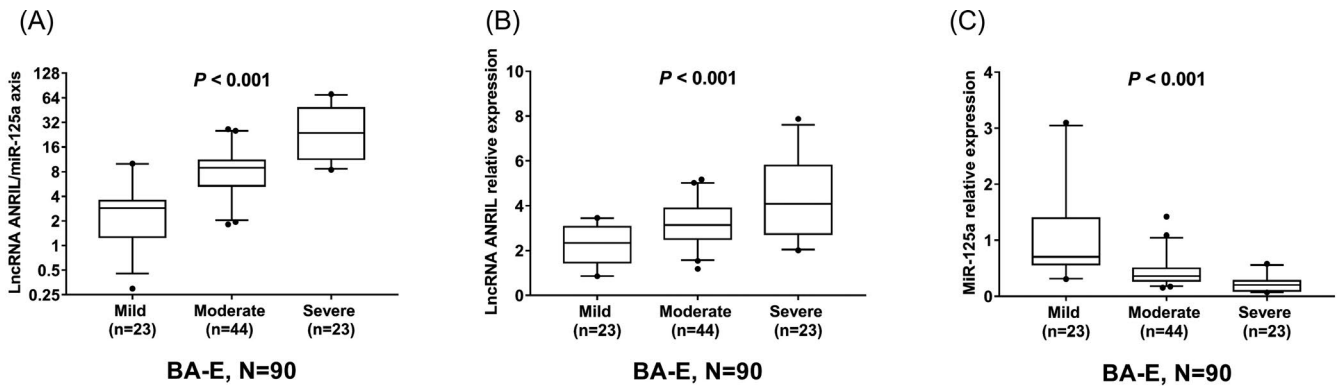 (A)
LncRNA ANRIL/miR-125a axis
128
64
32
16
8
4
2
1
0.5
0.25
P < 0.001
Mild Moderate Severe
(n=23) (n=44) (n=23)
BA-E, N=90
(B)
LncRNA ANRIL relative expression
10
8
6
4
2
0
P < 0.001
Mild Moderate Severe
(n=23) (n=44) (n=23)
BA-E, N=90
(C)
MiR-125a relative expression
4
3
2
1
0
P < 0.001
Mild Moderate Severe
(n=23) (n=44) (n=23)
BA-E, N=90